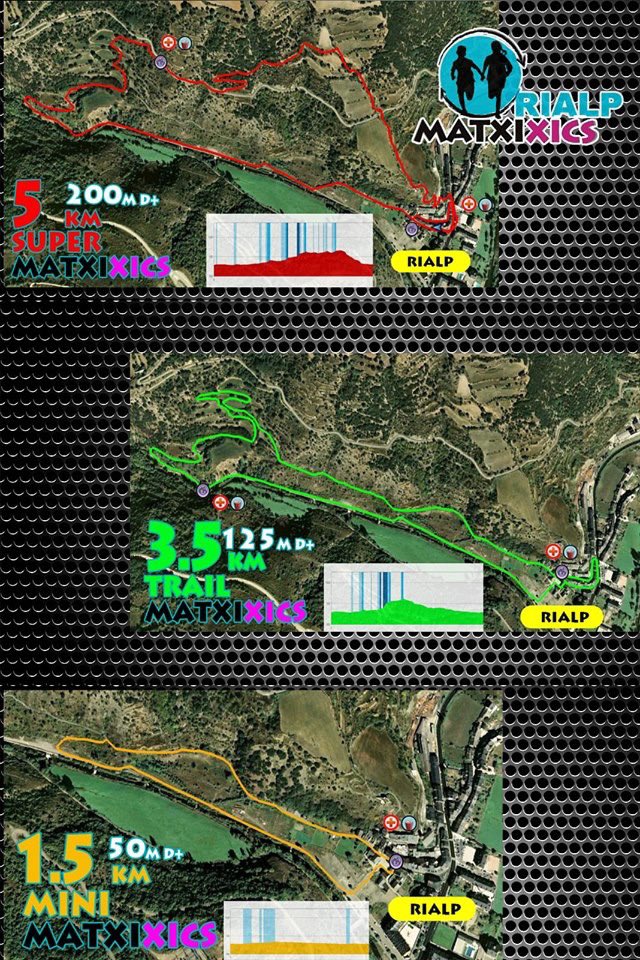 RIALP
MATXIXICS
5 KM
200M D+
SUPER
MATXIXICS
RIALP
3.5 KM
125M D+
TRAIL
MATXIXICS
RIALP
1.5 KM
50M D+
MINI
MATXIXICS
RIALP